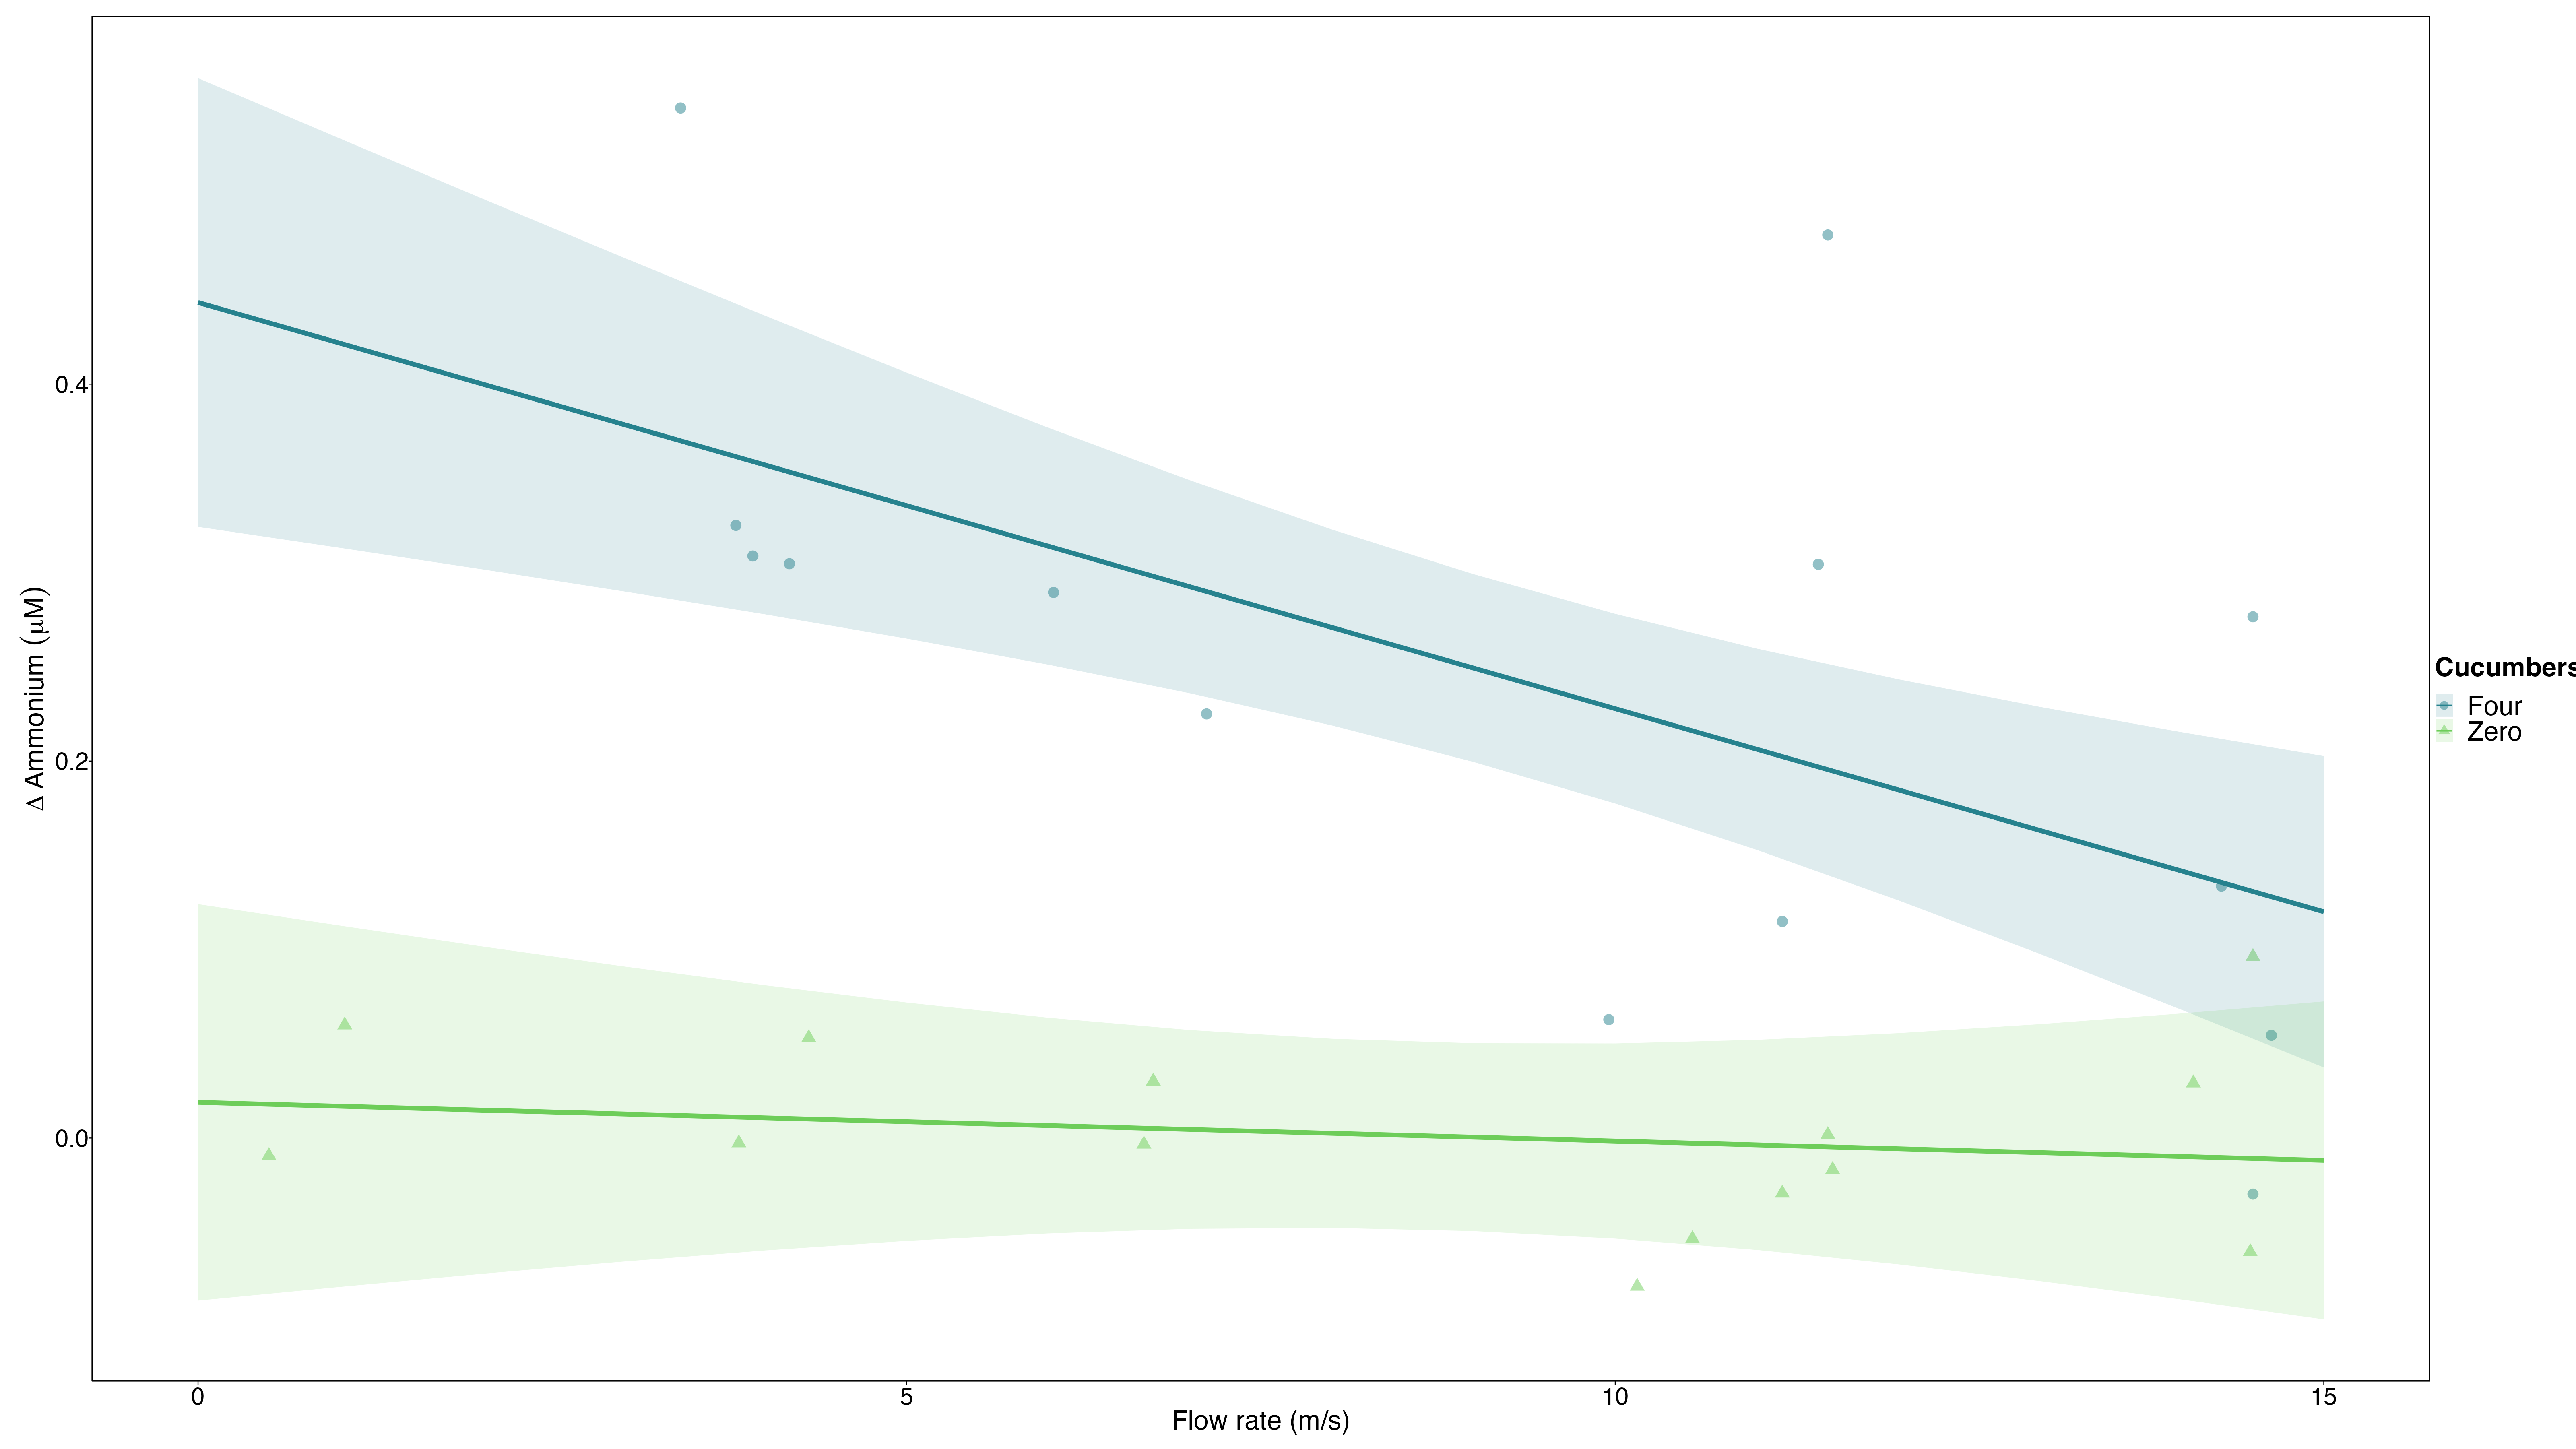 0.4
0.2
0.0
Δ Ammonium (μM)
0
5
10
15
Flow rate (m/s)
Cucumbers
Four
Zero